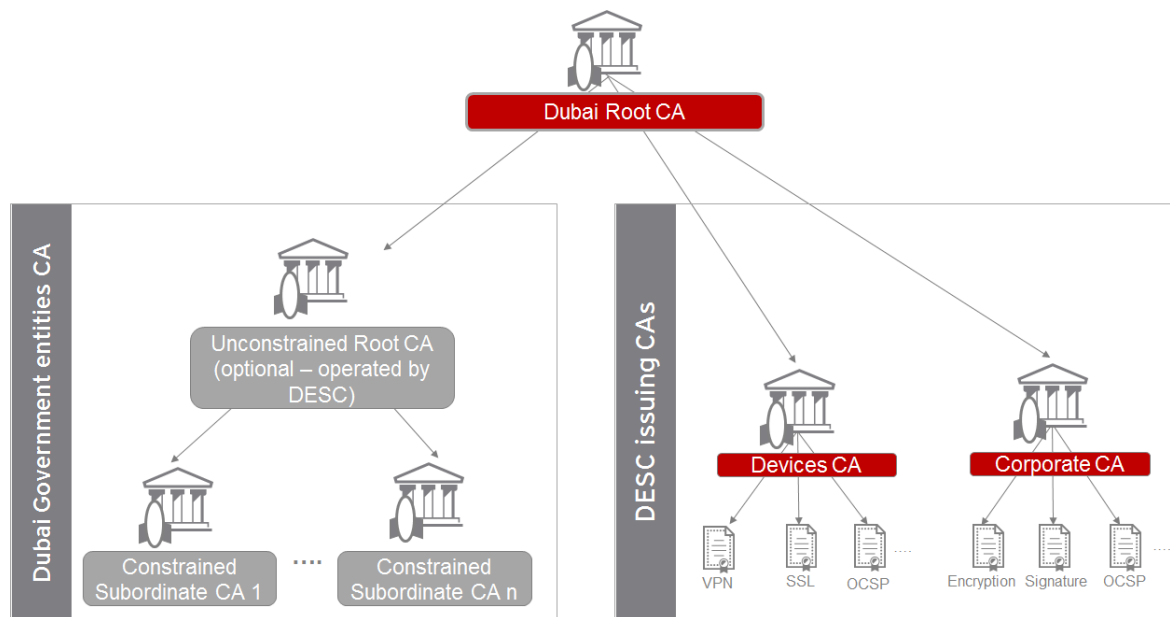 Dubai Root CA
Dubai Government entities CA
Unconstrained Root CA
(optional – operated by
DESC)
Constrained
Subordinate CA 1
....
Constrained
Subordinate CA n
DESC issuing CAs
Devices CA
VPN
SSL
OCSP
....
Corporate CA
Encryption
Signature
OCSP
....